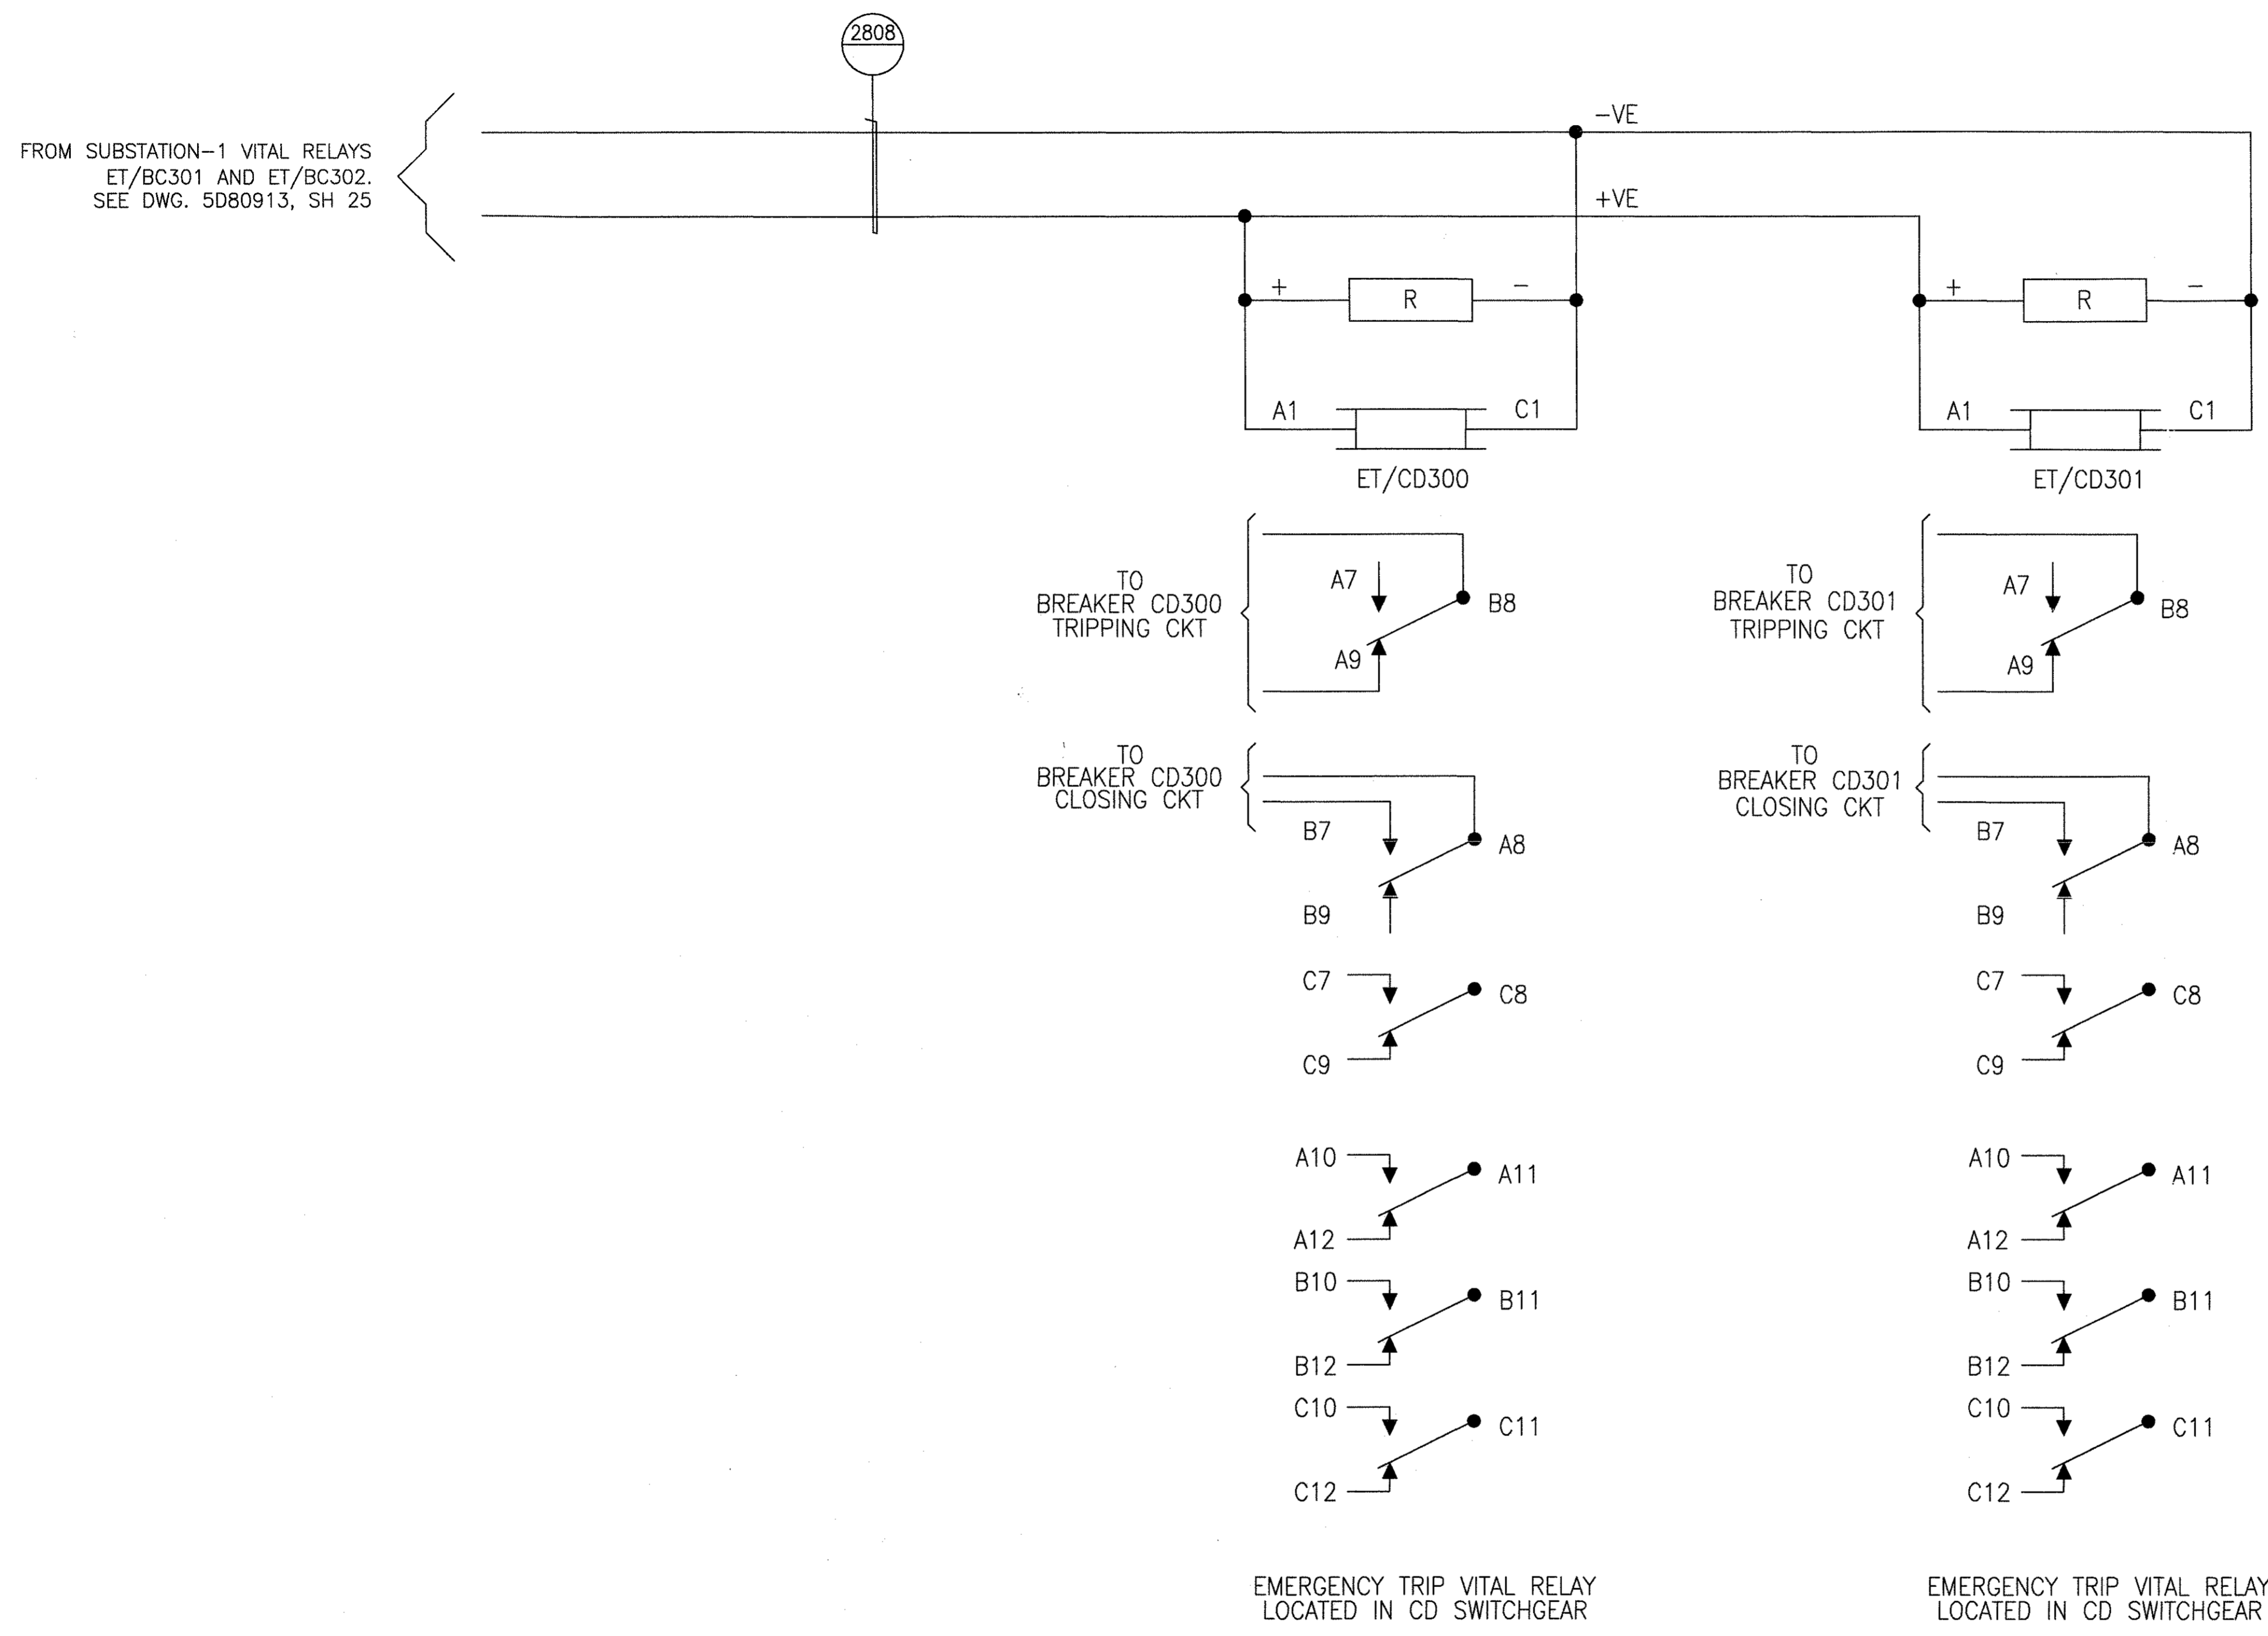 2808
FROM SUBSTATION-1 VITAL RELAYS
ET/BC301 AND ET/BC302.
SEE DWG. 5D80913, SH 25
-VE
+VE
+ R -
+ R -
A1 C1
A1 C1
ET/CD300
ET/CD301
TO
BREAKER CD300
TRIPPING CKT
A7
B8
A9
TO
BREAKER CD301
TRIPPING CKT
A7
B8
A9
TO
BREAKER CD300
CLOSING CKT
B7
A8
B9
TO
BREAKER CD301
CLOSING CKT
B7
A8
B9
C7
C8
C9
C7
C8
C9
A10
A11
A12
A10
A11
A12
B10
B11
B12
B10
B11
B12
C10
C11
C12
C10
C11
C12
EMERGENCY TRIP VITAL RELAY
LOCATED IN CD SWITCHGEAR
EMERGENCY TRIP VITAL RELAY
LOCATED IN CD SWITCHGEAR